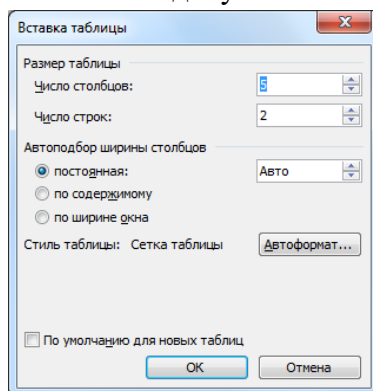 Вставка таблицы
Размер таблицы
Число столбцов: 5
Число строк: 2
Автоподбор ширины столбцов
постоянная: Авто
по содержимому
по ширине окна
Стиль таблицы: Сетка таблицы Автоформат...
По умолчанию для новых таблиц
ОК Отмена